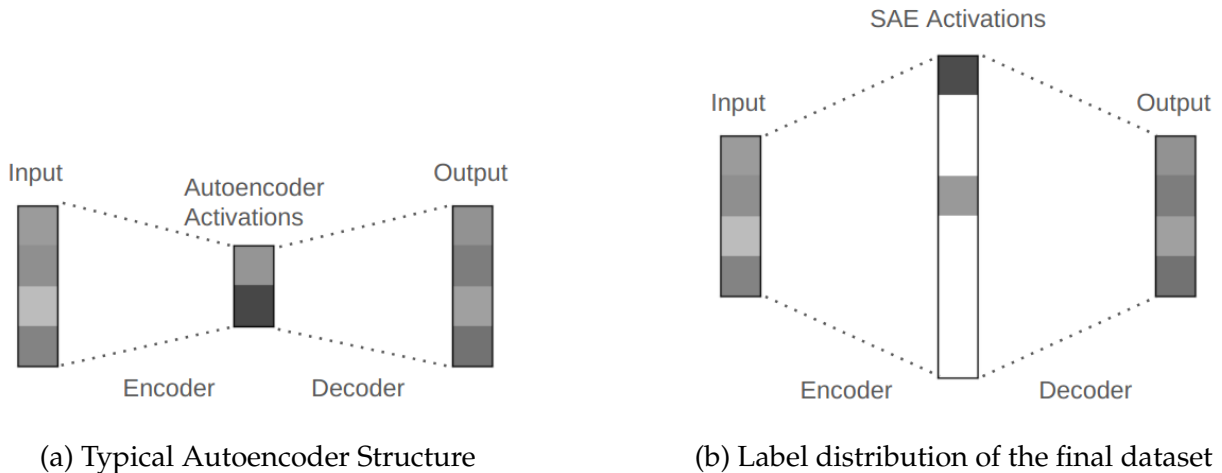 Input
Autoencoder
Activations
Output
Encoder
Decoder
(a) Typical Autoencoder Structure
SAE Activations
Input
Output
Encoder
Decoder
(b) Label distribution of the final dataset